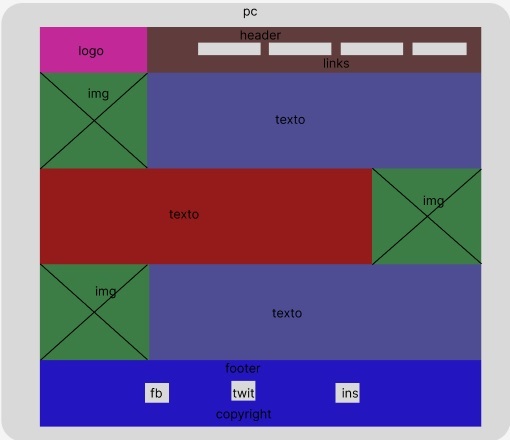 pc
header
logo
links
img
texto
texto
img
img
texto
footer
fb
twit
ins
copyright